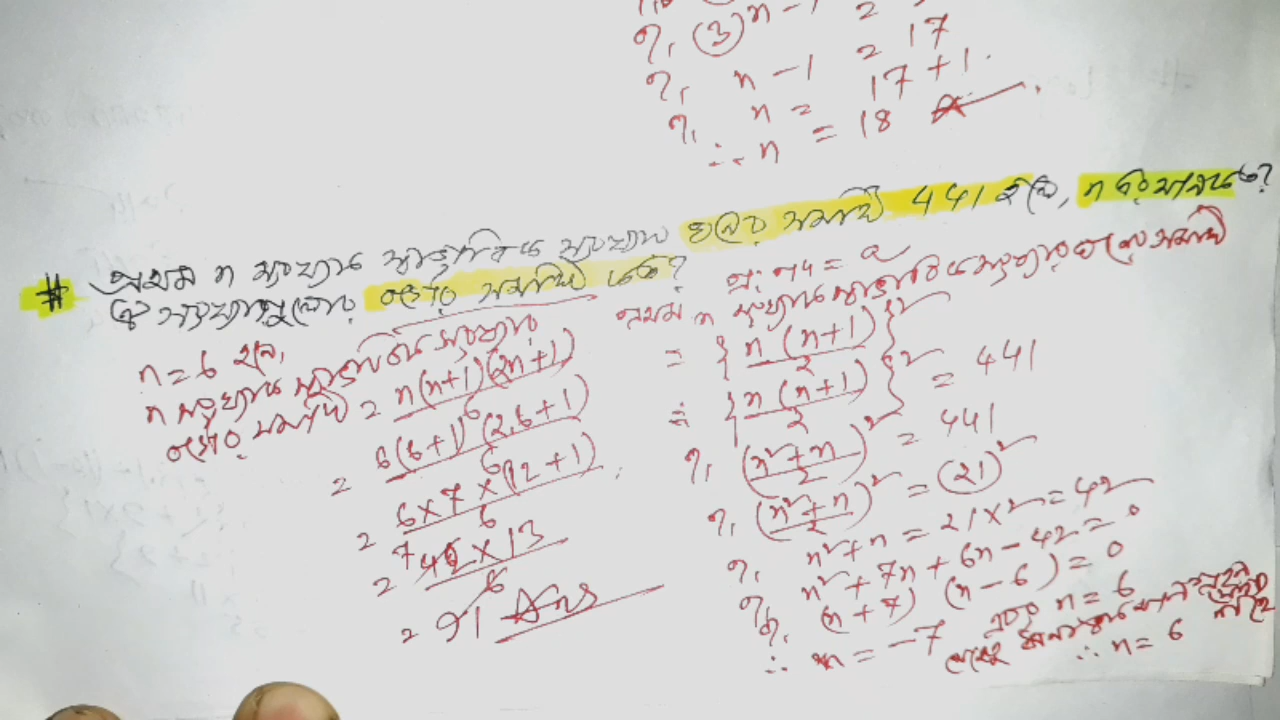 বা, (3)ⁿ⁻¹ =
বা, n - 1 = 17
বা, n = 17 + 1
∴ n = 18
# প্রথম n সংখ্যক স্বাভাবিক সংখ্যার ঘনের সমষ্টি 441 হলে, n এর মান কত?
ঐ সংখ্যাগুলোর বর্গের সমষ্টি কত?
প্রথম n সংখ্যক স্বাভাবিক সংখ্যার ঘনের সমষ্টি
= {n(n+1)/2}²
∴ {n(n+1)/2}² = 441
বা, (n²+n/2)² = 441
বা, (n²+n/2)² = (21)²
বা, n²+n = 21×2 = 42
বা, n²+7n+6n-42 = 0
বা, (n+7)(n-6) = 0
∴ n = -7 এবং n = 6
∴ n = 6
n = 6 হলে,
n সংখ্যক স্বাভাবিক সংখ্যার
বর্গের সমষ্টি = n(n+1)(2n+1)/6
= 6(6+1)(2.6+1)/6
= 6×7×(12+1)/6
= 42×13/6
= 91 Ans